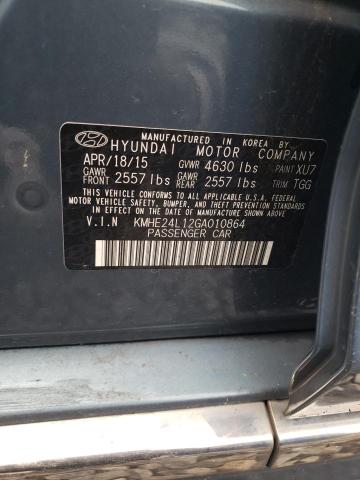 MANUFACTURED IN KOREA BY
HYUNDAI MOTOR COMPANY
APR/18/15 GVWR 4630 lbs PAINT XU7
GAWR FRONT 2557 lbs GAWR REAR 2557 lbs TRIM TGG
THIS VEHICLE CONFORMS TO ALL APPLICABLE U.S. FEDERAL
MOTOR VEHICLE SAFETY, BUMPER, AND THEFT PREVENTION STANDARDS
IN EFFECT ON THE DATE OF MANUFACTURE SHOWN ABOVE.
V.I.N KMHE24L12GA010864
PASSENGER CAR